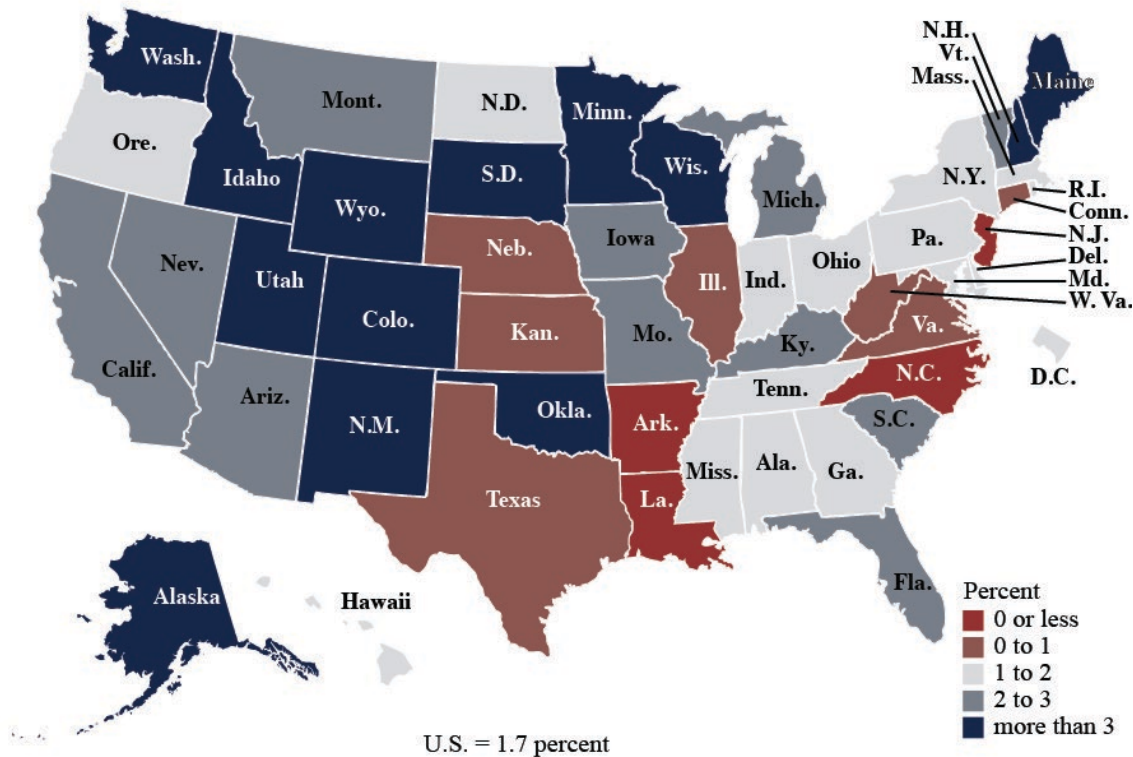 N.H.
Vt.
Mass.
Maine
Wash.
Mont.
N.D.
Minn.
Ore.
Idaho
S.D.
Wis.
Wyo.
Mich.
N.Y.
R.I.
Conn.
N.J.
Del.
Md.
W. Va.
Iowa
Neb.
Nev.
Utah
Colo.
Ill.
Ind.
Ohio
Pa.
Kan.
Mo.
Ky.
Va.
Calif.
Ariz.
N.M.
Okla.
Ark.
Tenn.
N.C.
D.C.
S.C.
Texas
La.
Miss.
Ala.
Ga.
Fla.
Alaska
Hawaii
Percent
0 or less
0 to 1
1 to 2
2 to 3
more than 3
U.S. = 1.7 percent